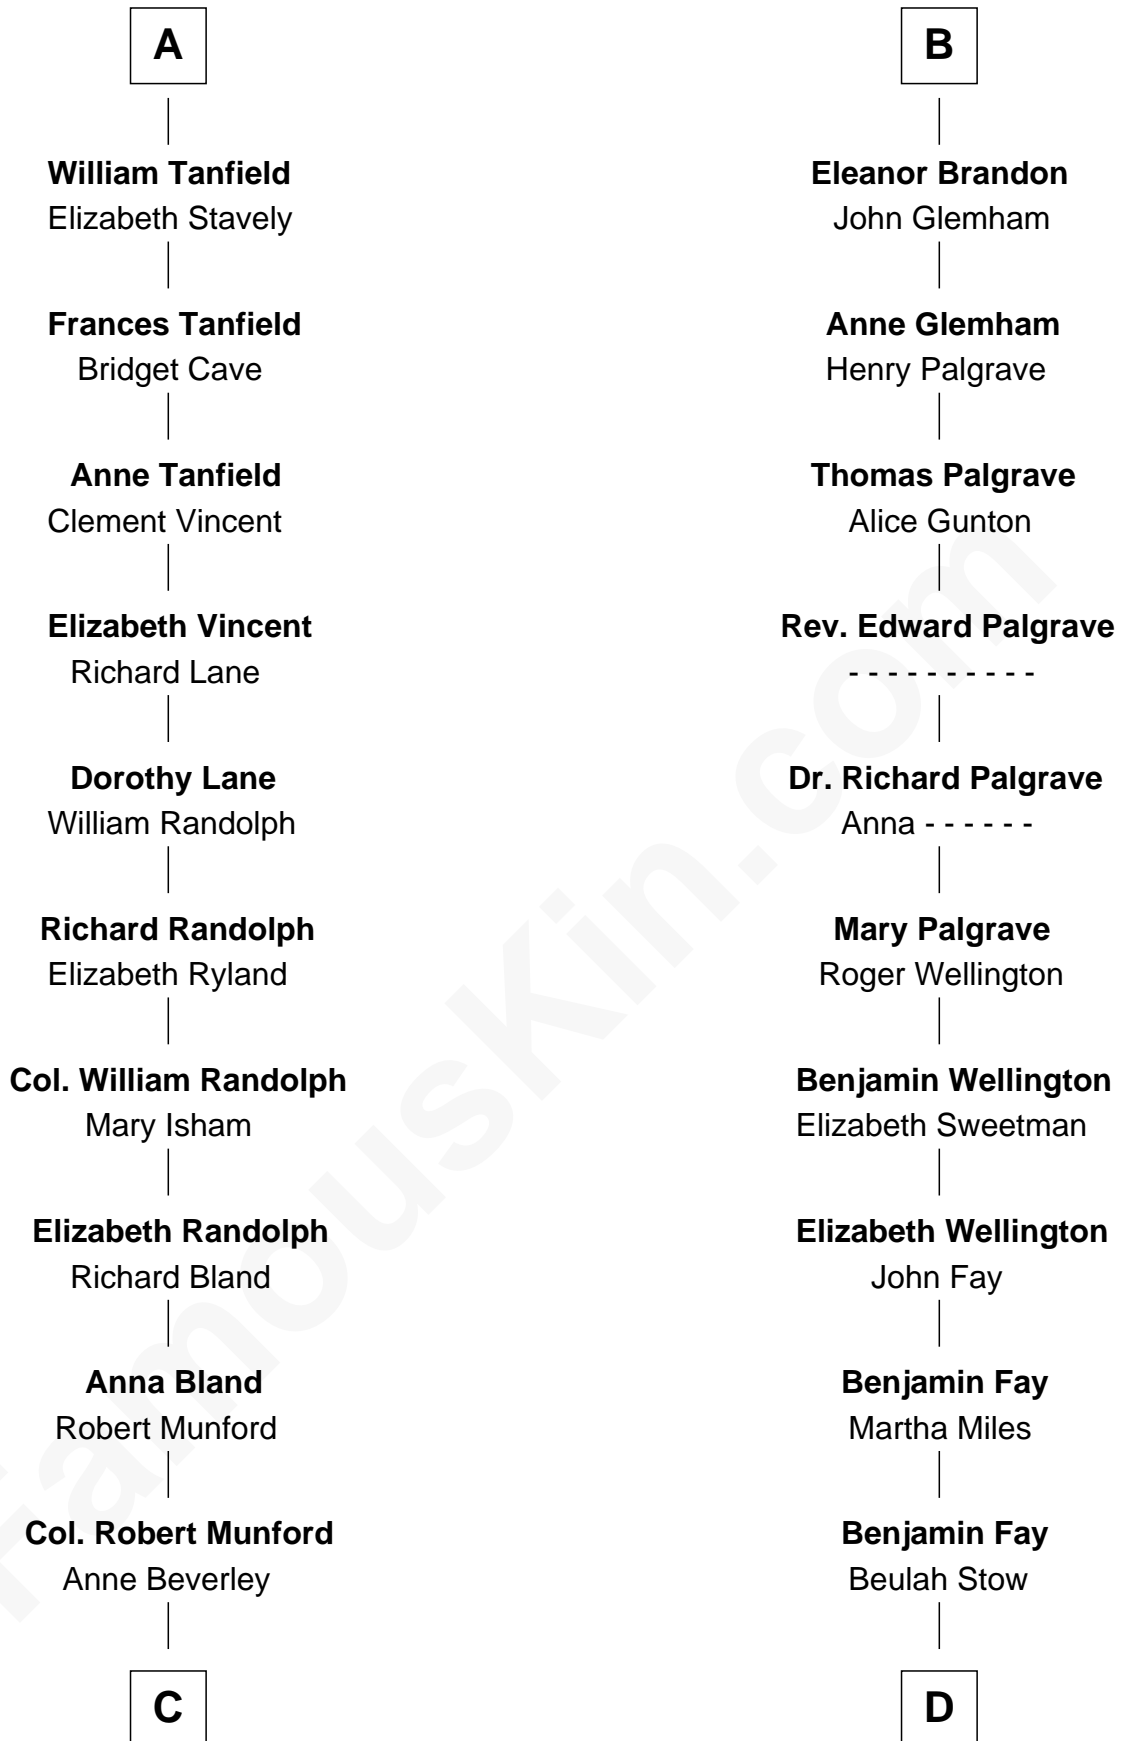 A
William Tanfield
Elizabeth Stavely
Frances Tanfield
Bridget Cave
Anne Tanfield
Clement Vincent
Elizabeth Vincent
Richard Lane
Dorothy Lane
William Randolph
Richard Randolph
Elizabeth Ryland
Col. William Randolph
Mary Isham
Elizabeth Randolph
Richard Bland
Anna Bland
Robert Munford
Col. Robert Munford
Anne Beverley
C
B
Eleanor Brandon
John Glemham
Anne Glemham
Henry Palgrave
Thomas Palgrave
Alice Gunton
Rev. Edward Palgrave
- - - - - - - - - -
Dr. Richard Palgrave
Anna - - - - - -
Mary Palgrave
Roger Wellington
Benjamin Wellington
Elizabeth Sweetman
Elizabeth Wellington
John Fay
Benjamin Fay
Martha Miles
Benjamin Fay
Beulah Stow
D
FamousKin.com